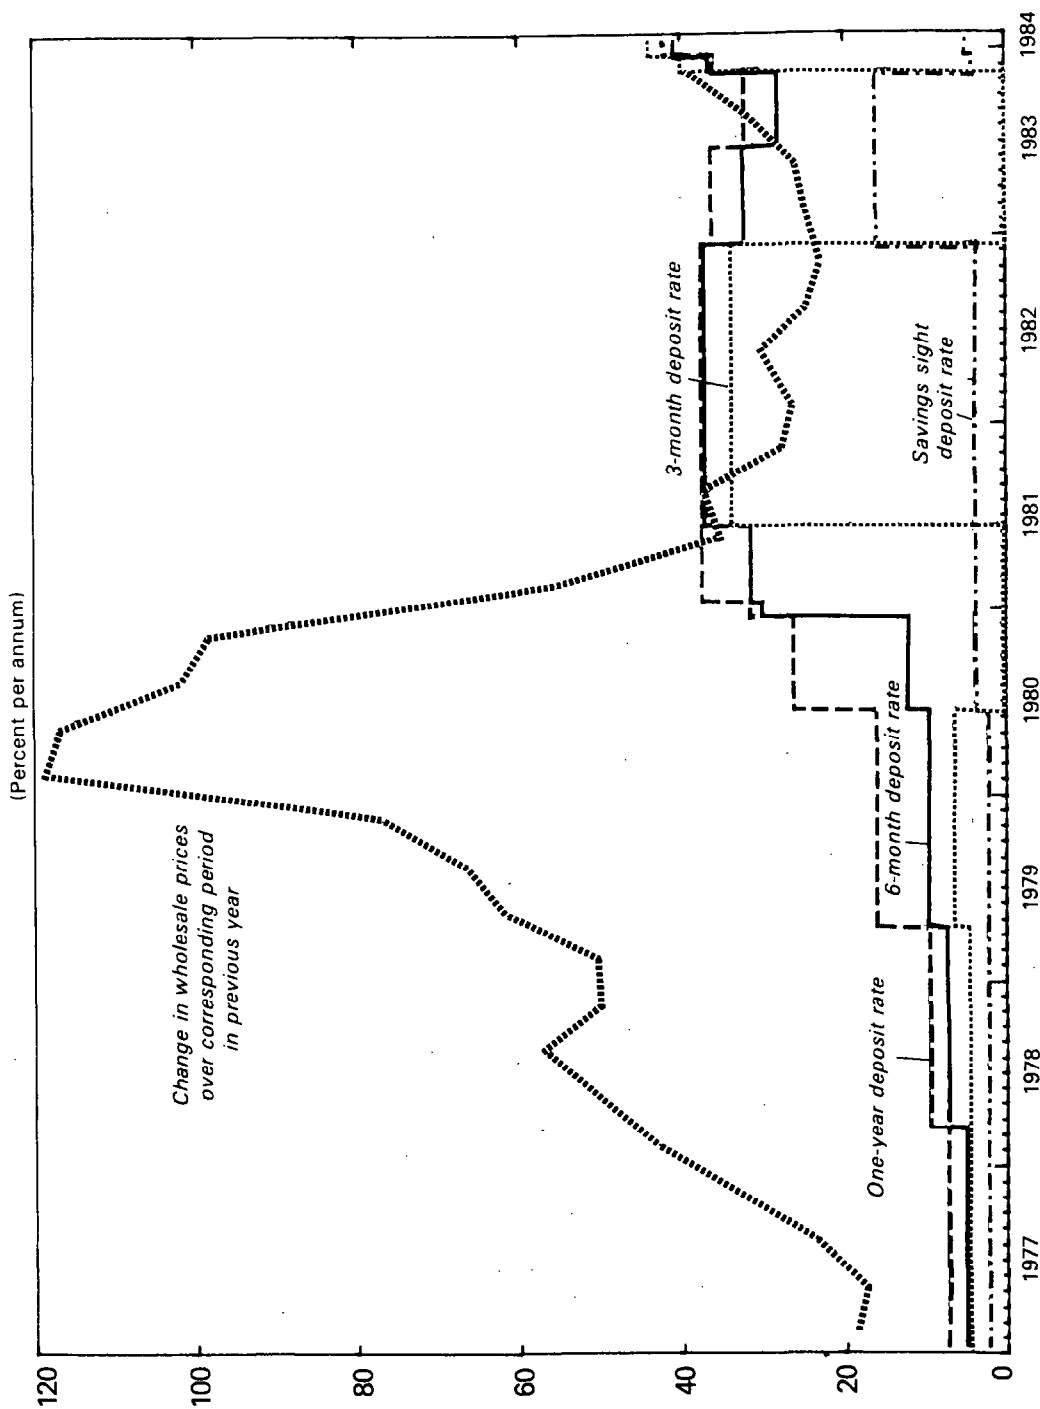 (Percent per annum)
120
100
80
60
40
20
0
Change in wholesale prices
over corresponding period
in previous year
3-month deposit rate
Savings sight
deposit rate
6-month deposit rate
One-year deposit rate
1977
1978
1979
1980
1981
1982
1983
1984